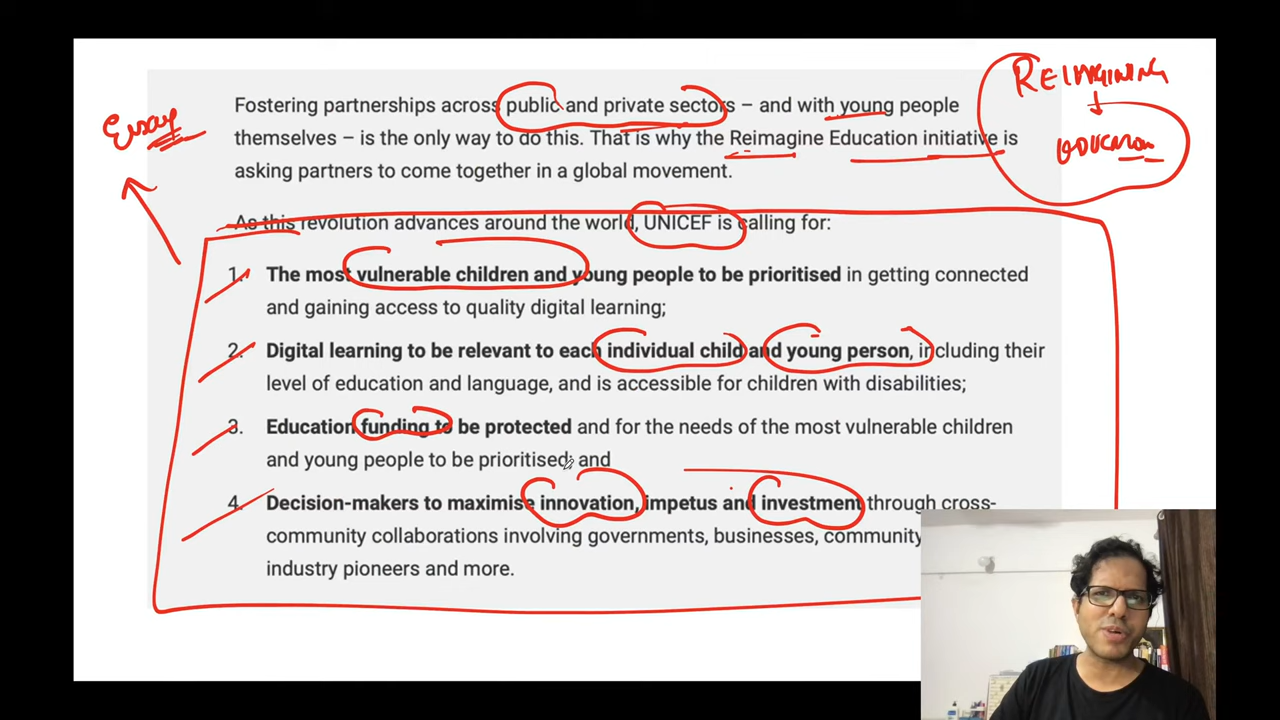 Essay
REIMAGINING
EDUCATION
Fostering partnerships across public and private sectors – and with young people
themselves – is the only way to do this. That is why the Reimagine Education initiative is
asking partners to come together in a global movement.
As this revolution advances around the world, UNICEF is calling for:
1. The most vulnerable children and young people to be prioritised in getting connected
and gaining access to quality digital learning;
2. Digital learning to be relevant to each individual child and young person, including their
level of education and language, and is accessible for children with disabilities;
3. Education funding to be protected and for the needs of the most vulnerable children
and young people to be prioritised; and
4. Decision-makers to maximise innovation, impetus and investment through cross-
community collaborations involving governments, businesses, community
industry pioneers and more.